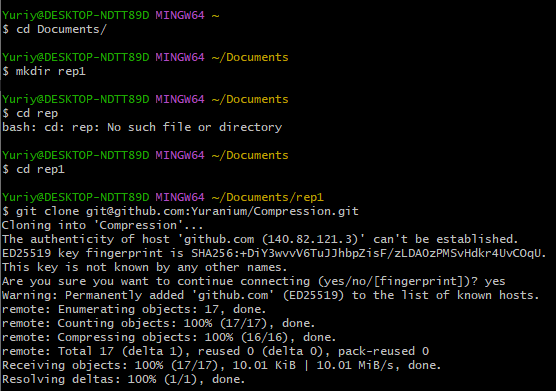 Yuriy@DESKTOP-NDTT89D MINGW64 ~
$ cd Documents/
Yuriy@DESKTOP-NDTT89D MINGW64 ~/Documents
$ mkdir rep1
Yuriy@DESKTOP-NDTT89D MINGW64 ~/Documents
$ cd rep
bash: cd: rep: No such file or directory
Yuriy@DESKTOP-NDTT89D MINGW64 ~/Documents
$ cd rep1
Yuriy@DESKTOP-NDTT89D MINGW64 ~/Documents/rep1
$ git clone git@github.com:Yuranium/Compression.git
Cloning into 'Compression'...
The authenticity of host 'github.com (140.82.121.3)' can't be established.
ED25519 key fingerprint is SHA256:+DiY3wvvV6TuJJhbpZisF/zLDA0zPMSvHdkr4UvCOqU.
This key is not known by any other names.
Are you sure you want to continue connecting (yes/no/[fingerprint])? yes
Warning: Permanently added 'github.com' (ED25519) to the list of known hosts.
remote: Enumerating objects: 17, done.
remote: Counting objects: 100% (17/17), done.
remote: Compressing objects: 100% (16/16), done.
remote: Total 17 (delta 1), reused 0 (delta 0), pack-reused 0
Receiving objects: 100% (17/17), 10.01 KiB | 10.01 MiB/s, done.
Resolving deltas: 100% (1/1), done.